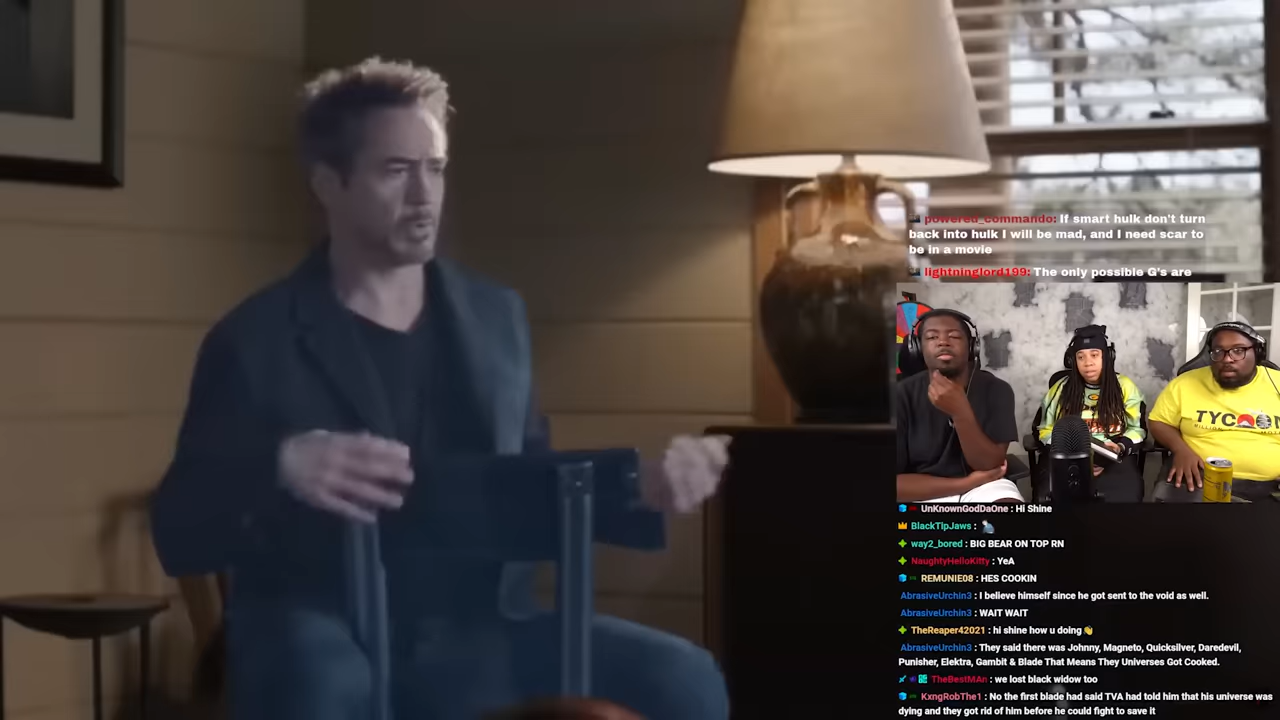 powered_commando: If smart hulk don't turn
back into hulk I will be mad, and I need scar to
be in a movie
lightninglord199: The only possible G's are
TYCOON
UnKnownGodDaOne : Hi Shine
BlackTipJaws :
way2_bored : BIG BEAR ON TOP RN
NaughtyHelloKitty : YeA
REMUNIE08 : HES COOKIN
AbrasiveUrchin3 : I believe himself since he got sent to the void as well.
AbrasiveUrchin3 : WAIT WAIT
TheReaper42021 : hi shine how u doing 👋
AbrasiveUrchin3 : They said there was Johnny, Magneto, Quicksilver, Daredevil,
Punisher, Elektra, Gambit & Blade That Means They Universes Got Cooked.
TheBestMAn : we lost black widow too
KxngRobThe1 : No the first blade had said TVA had told him that his universe was
dying and they got rid of him before he could fight to save it